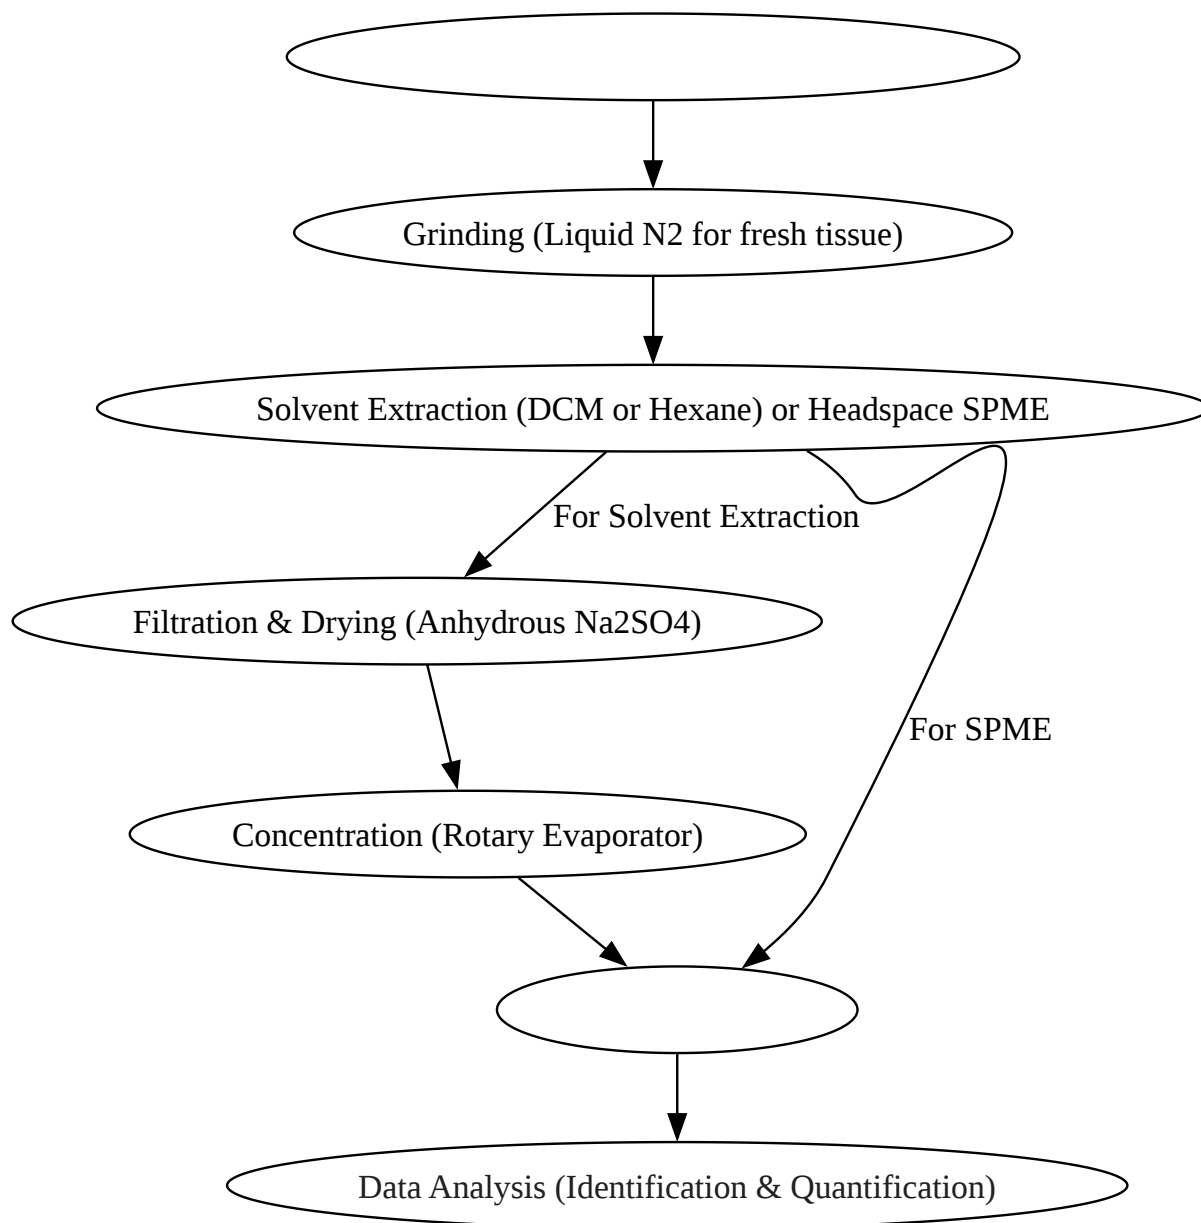 Grinding (Liquid N2 for fresh tissue)
Solvent Extraction (DCM or Hexane) or Headspace SPME
For Solvent Extraction
Filtration & Drying (Anhydrous Na2SO4)
For SPME
Concentration (Rotary Evaporator)
Data Analysis (Identification & Quantification)